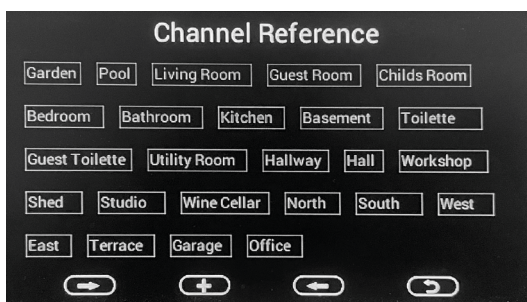 Channel Reference
Garden Pool Living Room Guest Room Childs Room
Bedroom Bathroom Kitchen Basement Toilette
Guest Toilette Utility Room Hallway Hall Workshop
Shed Studio Wine Cellar North South West
East Terrace Garage Office